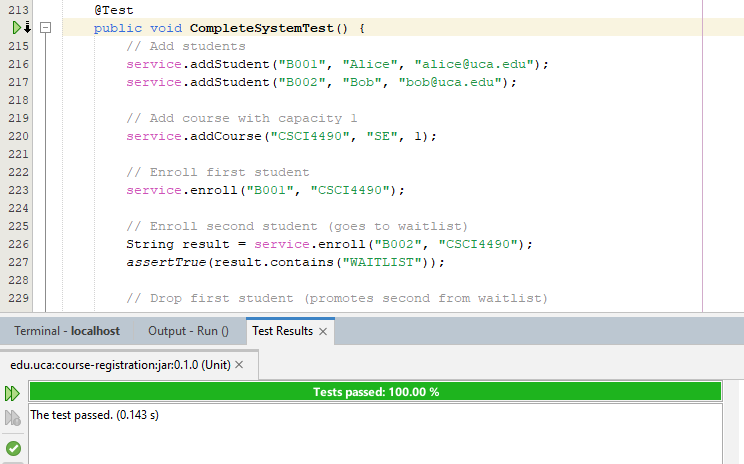 213 @Test
public void CompleteSystemTest() {
215 // Add students
216 service.addStudent("B001", "Alice", "alice@uca.edu");
217 service.addStudent("B002", "Bob", "bob@uca.edu");
218
219 // Add course with capacity 1
220 service.addCourse("CSCI4490", "SE", 1);
221
222 // Enroll first student
223 service.enroll("B001", "CSCI4490");
224
225 // Enroll second student (goes to waitlist)
226 String result = service.enroll("B002", "CSCI4490");
227 assertTrue(result.contains("WAITLIST"));
228
229 // Drop first student (promotes second from waitlist)
Terminal - localhost Output - Run () Test Results ×
edu.uca:course-registration:jar:0.1.0 (Unit) ×
Tests passed: 100.00 %
The test passed. (0.143 s)